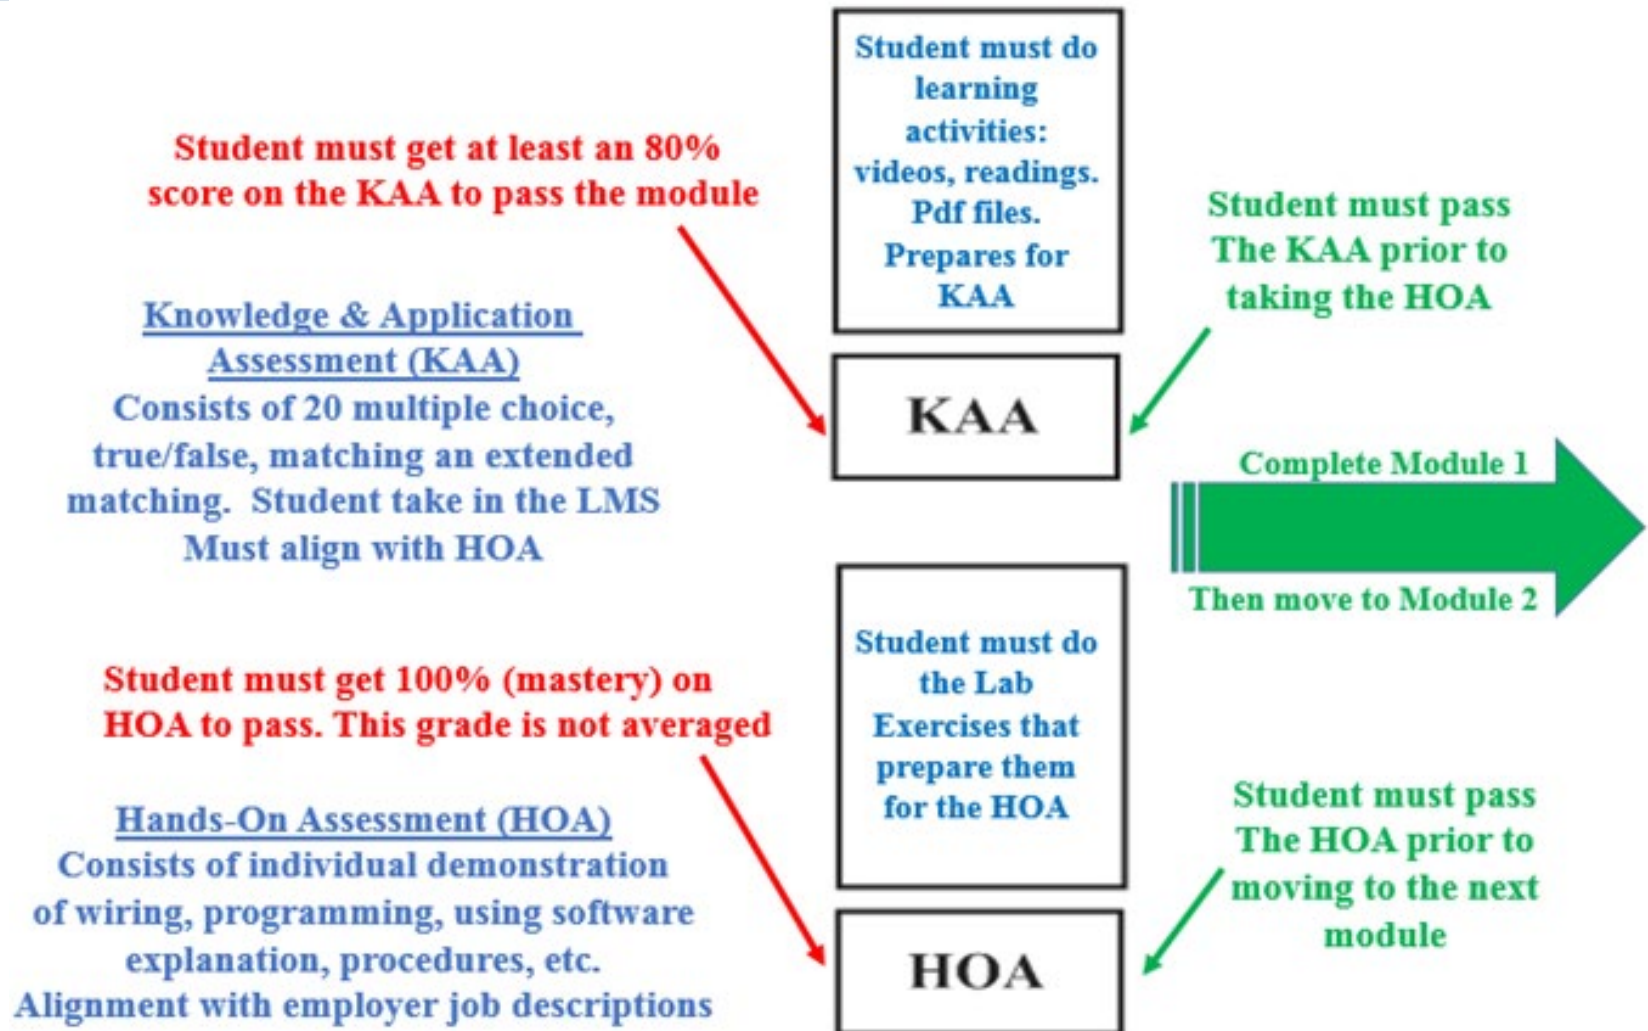 Student must do
learning
activities:
videos, readings.
Pdf files.
Prepares for
KAA
Student must get at least an 80%
score on the KAA to pass the module
Student must pass
The KAA prior to
taking the HOA
Knowledge & Application
Assessment (KAA)
Consists of 20 multiple choice,
true/false, matching an extended
matching.  Student take in the LMS
Must align with HOA
KAA
Complete Module 1
Then move to Module 2
Student must do
the Lab
Exercises that
prepare them
for the HOA
Student must get 100% (mastery) on
HOA to pass. This grade is not averaged
Student must pass
The HOA prior to
moving to the next
module
Hands-On Assessment (HOA)
Consists of individual demonstration
of wiring, programming, using software
explanation, procedures, etc.
Alignment with employer job descriptions
HOA